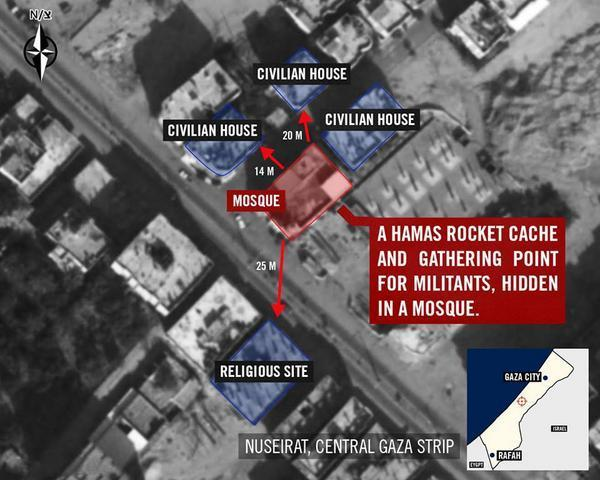 N/צ
CIVILIAN HOUSE
CIVILIAN HOUSE
CIVILIAN HOUSE
20 M
14 M
MOSQUE
A HAMAS ROCKET CACHE
AND GATHERING POINT
FOR MILITANTS, HIDDEN
IN A MOSQUE.
25 M
RELIGIOUS SITE
GAZA CITY
ISRAEL
RAFAH
EGYPT
NUSEIRAT, CENTRAL GAZA STRIP